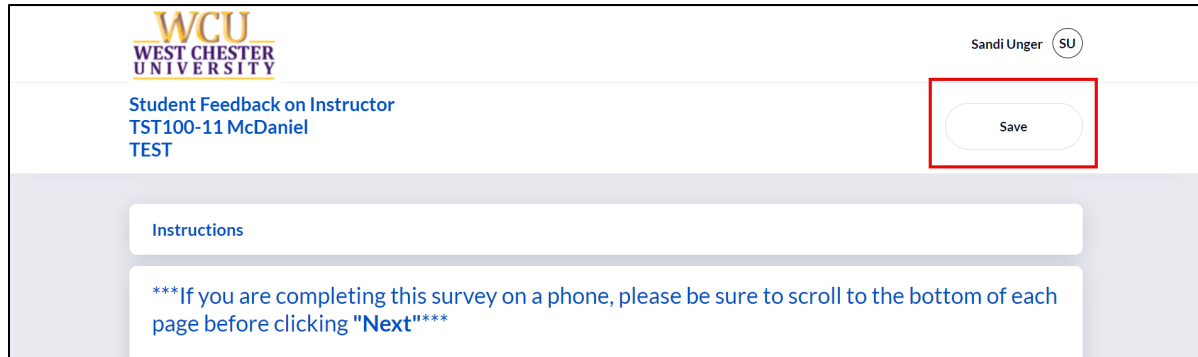 WCU
WEST CHESTER
UNIVERSITY
Sandi Unger SU
Student Feedback on Instructor
TST100-11 McDaniel
TEST
Save
Instructions
***If you are completing this survey on a phone, please be sure to scroll to the bottom of each
page before clicking "Next"***